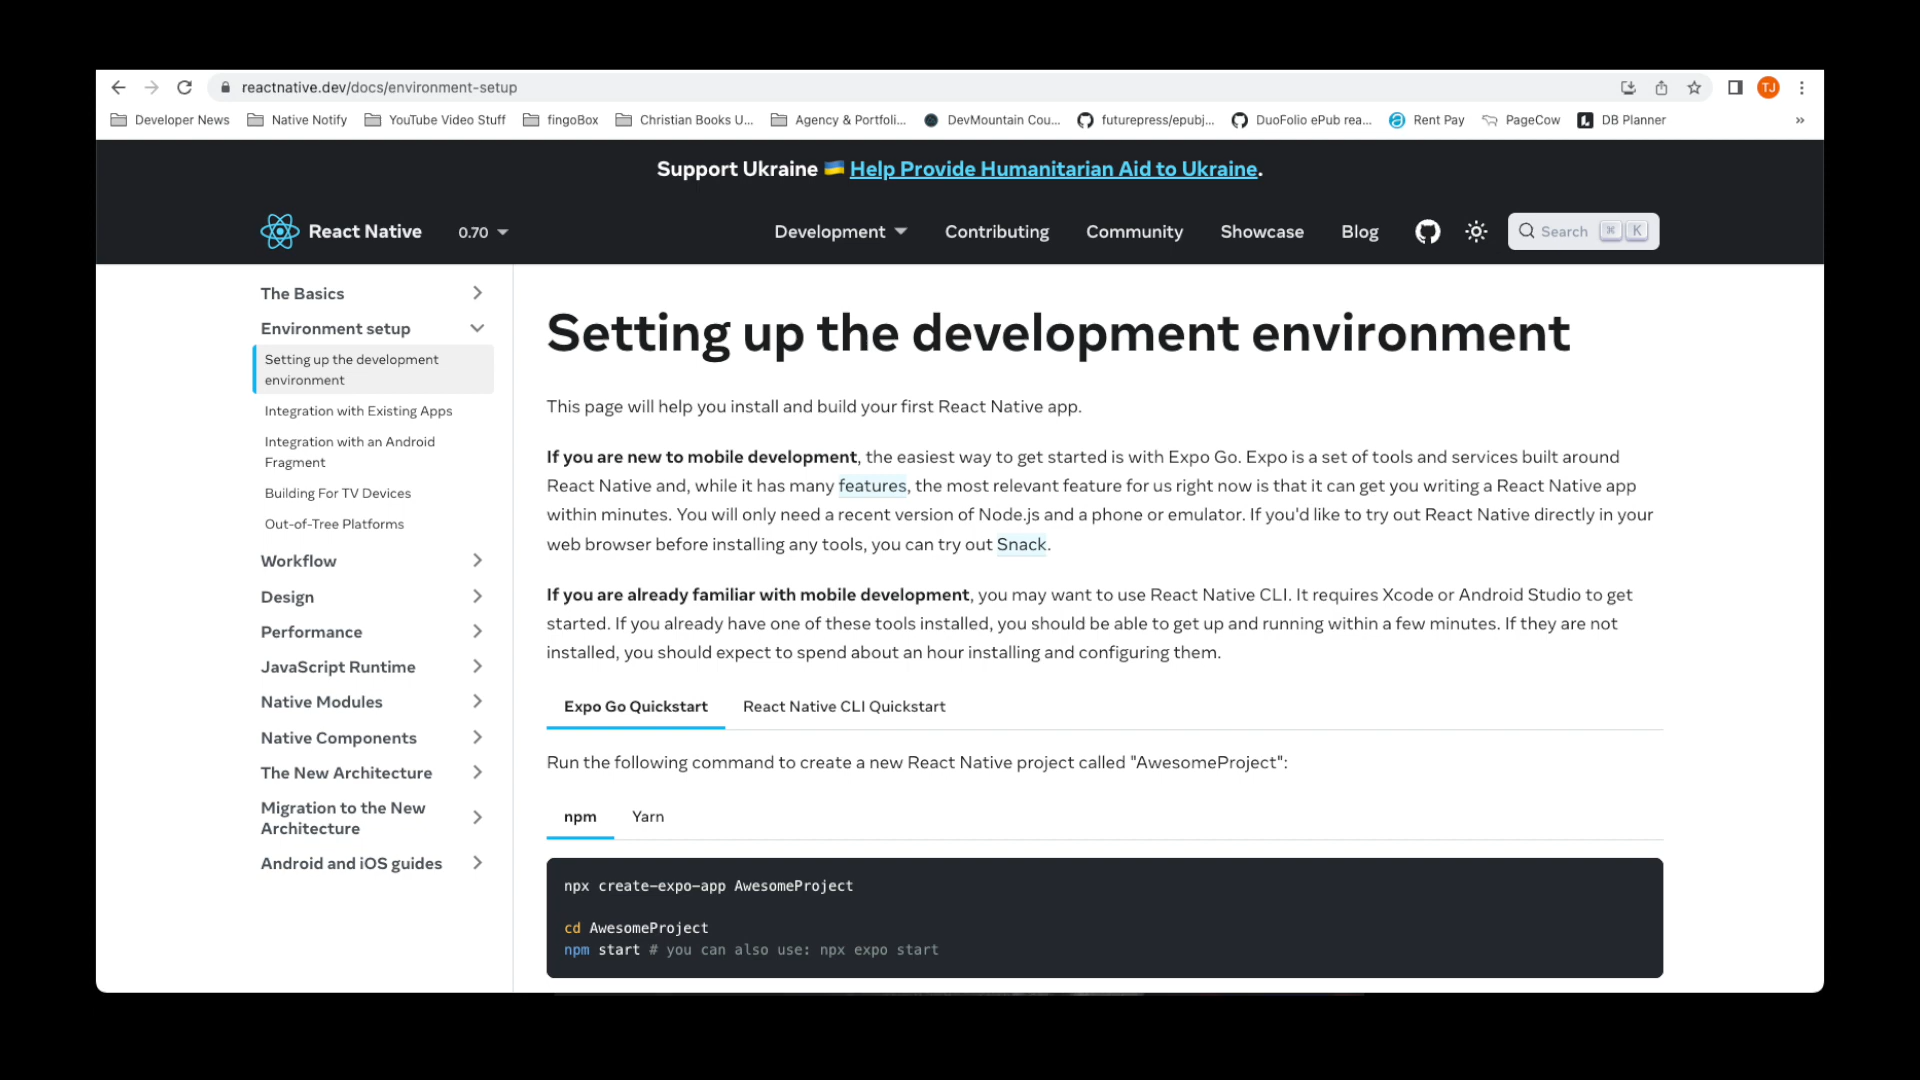 reactnative.dev/docs/environment-setup
TJ
Developer News Native Notify YouTube Video Stuff fingoBox Christian Books U... Agency & Portfoli... DevMountain Cou... futurepress/epubj... DuoFolio ePub rea... Rent Pay PageCow DB Planner »
Support Ukraine 🇺🇦 Help Provide Humanitarian Aid to Ukraine.
React Native 0.70 Development Contributing Community Showcase Blog Search ⌘ K
The Basics
Environment setup
Setting up the development
environment
Integration with Existing Apps
Integration with an Android
Fragment
Building For TV Devices
Out-of-Tree Platforms
Workflow
Design
Performance
JavaScript Runtime
Native Modules
Native Components
The New Architecture
Migration to the New
Architecture
Android and iOS guides
Setting up the development environment
This page will help you install and build your first React Native app.
If you are new to mobile development, the easiest way to get started is with Expo Go. Expo is a set of tools and services built around
React Native and, while it has many features, the most relevant feature for us right now is that it can get you writing a React Native app
within minutes. You will only need a recent version of Node.js and a phone or emulator. If you'd like to try out React Native directly in your
web browser before installing any tools, you can try out Snack.
If you are already familiar with mobile development, you may want to use React Native CLI. It requires Xcode or Android Studio to get
started. If you already have one of these tools installed, you should be able to get up and running within a few minutes. If they are not
installed, you should expect to spend about an hour installing and configuring them.
Expo Go Quickstart React Native CLI Quickstart
Run the following command to create a new React Native project called "AwesomeProject":
npm Yarn
npx create-expo-app AwesomeProject
cd AwesomeProject
npm start # you can also use: npx expo start